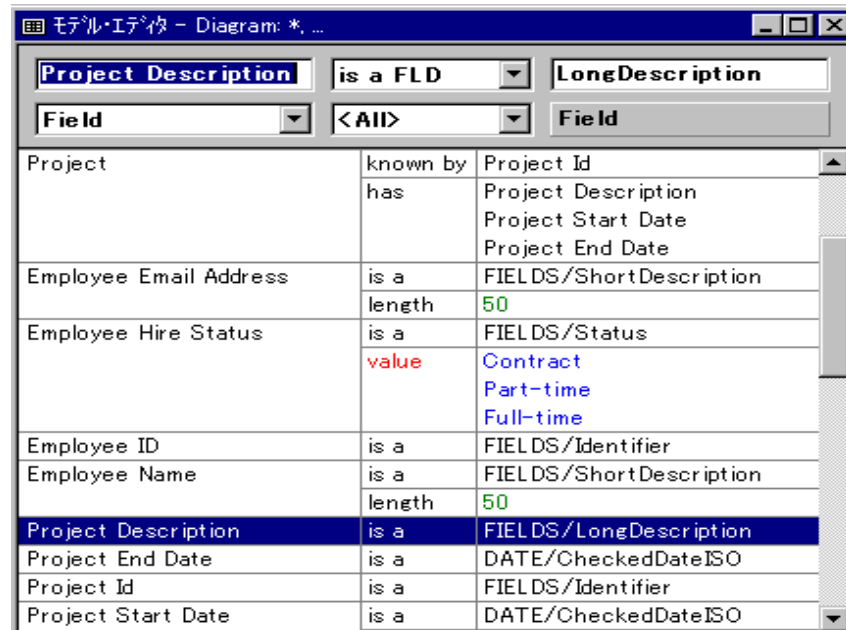 ﾓﾃﾞﾙ･ｴﾃﾞｨﾀ - Diagram: *, ...
Project Description is a FLD LongDescription
Field <All> Field
Project known by Project Id
has Project Description
Project Start Date
Project End Date
Employee Email Address is a FIELDS/ShortDescription
length 50
Employee Hire Status is a FIELDS/Status
value Contract
Part-time
Full-time
Employee ID is a FIELDS/Identifier
Employee Name is a FIELDS/ShortDescription
length 50
Project Description is a FIELDS/LongDescription
Project End Date is a DATE/CheckedDateISO
Project Id is a FIELDS/Identifier
Project Start Date is a DATE/CheckedDateISO